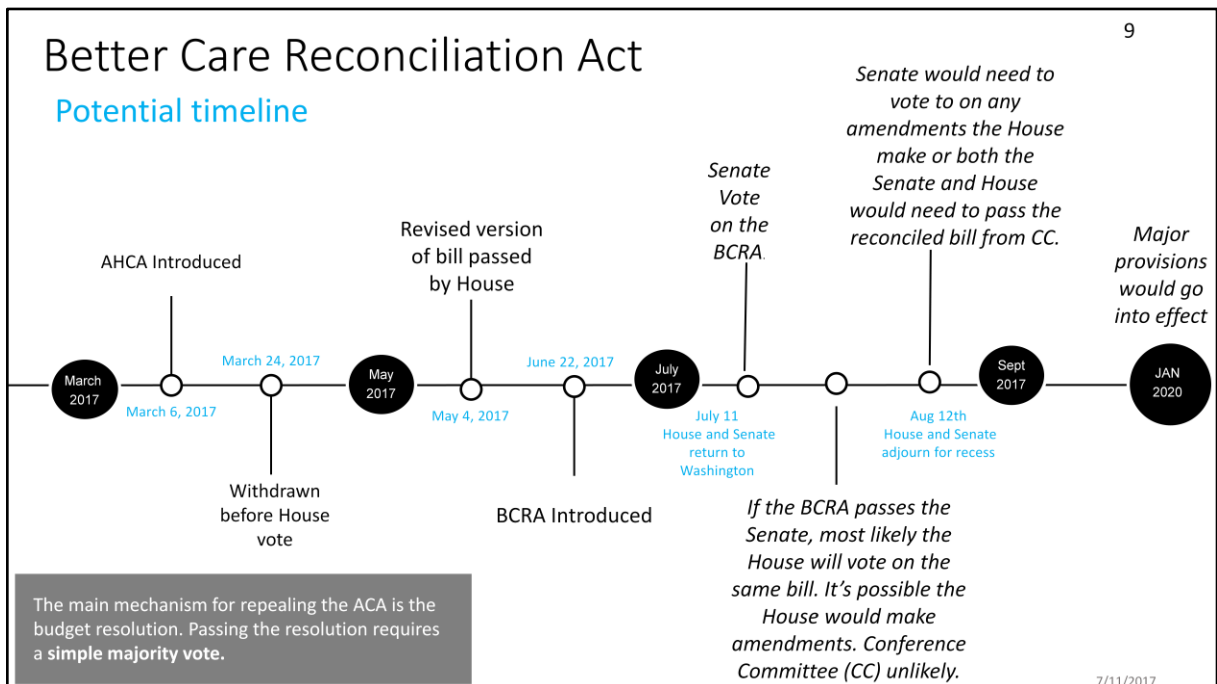 9
Better Care Reconciliation Act
Potential timeline
AHCA Introduced
Revised version
of bill passed
by House
Senate
Vote
on the
BCRA.
Senate would need to
vote to on any
amendments the House
make or both the
Senate and House
would need to pass the
reconciled bill from CC.
Major
provisions
would go
into effect
March
2017
March 6, 2017
March 24, 2017
May
2017
May 4, 2017
June 22, 2017
July
2017
July 11
House and Senate
return to
Washington
Aug 12th
House and Senate
adjourn for recess
Sept
2017
JAN
2020
Withdrawn
before House
vote
BCRA Introduced
If the BCRA passes the
Senate, most likely the
House will vote on the
same bill. It’s possible the
House would make
amendments. Conference
Committee (CC) unlikely.
The main mechanism for repealing the ACA is the
budget resolution. Passing the resolution requires
a simple majority vote.
7/11/2017